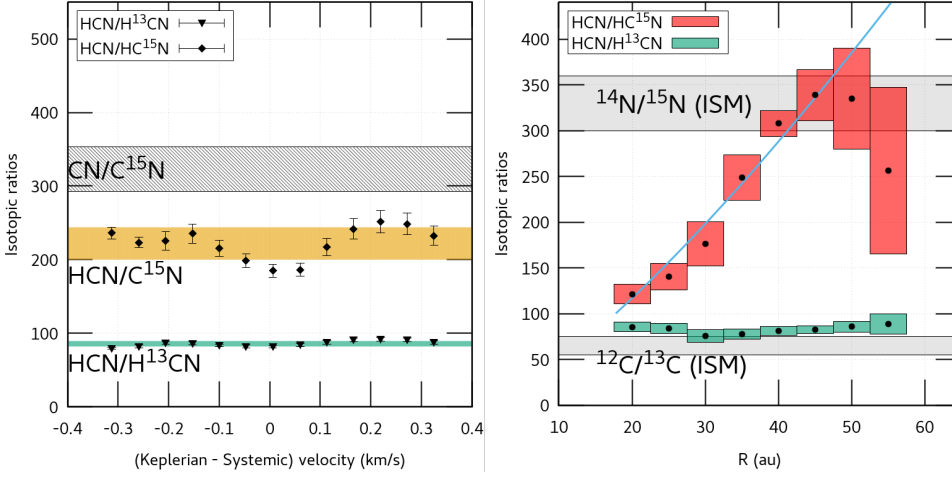 HCN/H¹³CN
HCN/HC¹⁵N
500
400
300
200
100
0
CN/C¹⁵N
HCN/C¹⁵N
HCN/H¹³CN
-0.4 -0.3 -0.2 -0.1 0 0.1 0.2 0.3 0.4
(Keplerian - Systemic) velocity (km/s)
Isotopic ratios
HCN/HC¹⁵N
HCN/H¹³CN
400
350
300
250
200
150
100
50
0
¹⁴N/¹⁵N (ISM)
¹²C/¹³C (ISM)
10 20 30 40 50 60
R (au)
Isotopic ratios